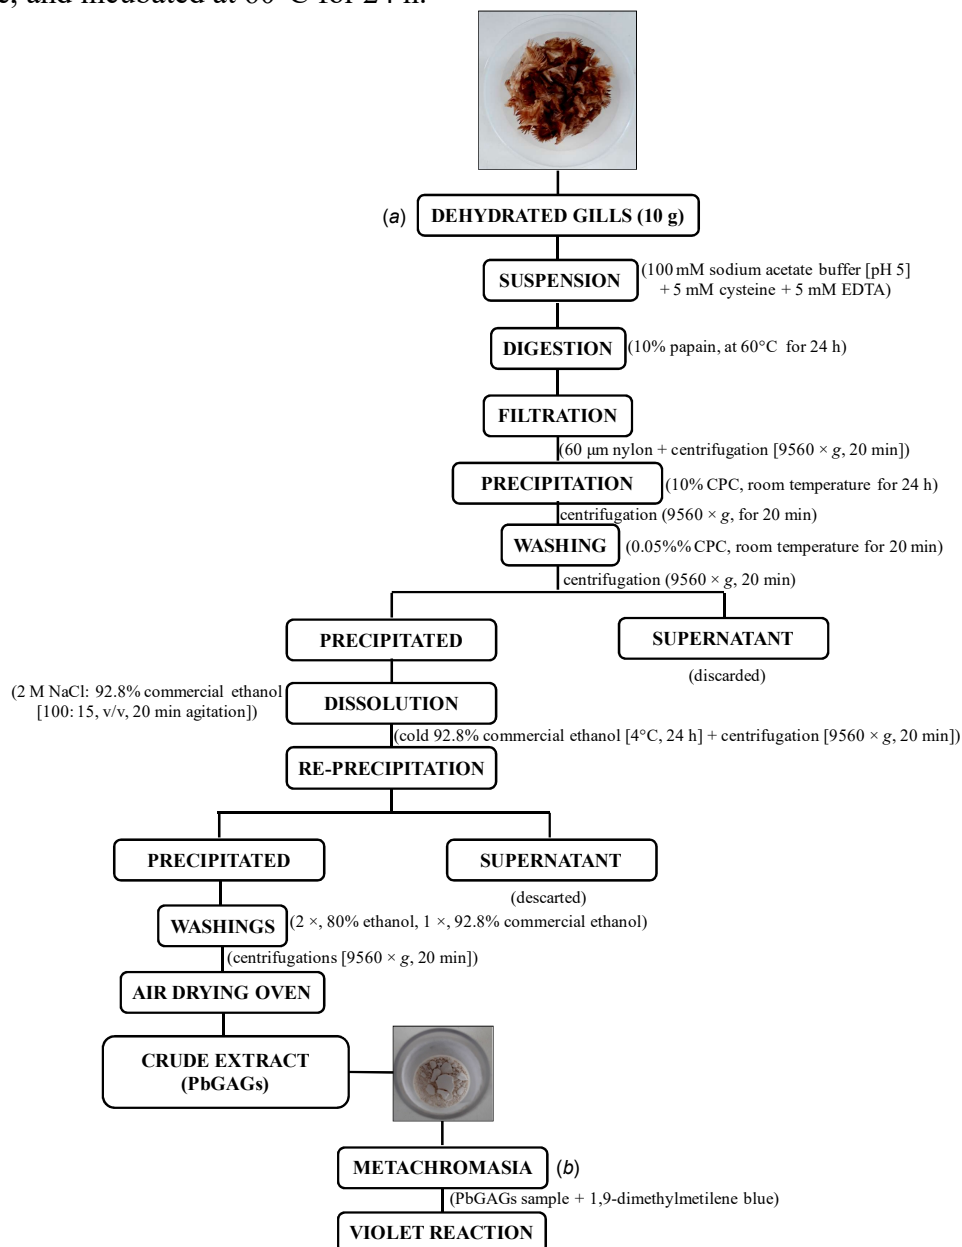 and incubated at 60°C for 24 h.
(a)
DEHYDRATED GILLS (10 g)
SUSPENSION
(100 mM sodium acetate buffer [pH 5]
+ 5 mM cysteine + 5 mM EDTA)
DIGESTION
(10% papain, at 60°C for 24 h)
FILTRATION
(60 µm nylon + centrifugation [9560 × g, 20 min])
PRECIPITATION
(10% CPC, room temperature for 24 h)
centrifugation (9560 × g, for 20 min)
WASHING
(0.05%% CPC, room temperature for 20 min)
centrifugation (9560 × g, 20 min)
PRECIPITATED
SUPERNATANT
(discarded)
(2 M NaCl: 92.8% commercial ethanol
[100: 15, v/v, 20 min agitation])
DISSOLUTION
(cold 92.8% commercial ethanol [4°C, 24 h] + centrifugation [9560 × g, 20 min])
RE-PRECIPITATION
PRECIPITATED
SUPERNATANT
(descarted)
WASHINGS
(2 ×, 80% ethanol, 1 ×, 92.8% commercial ethanol)
(centrifugations [9560 × g, 20 min])
AIR DRYING OVEN
CRUDE EXTRACT
(PbGAGs)
METACHROMASIA
(b)
(PbGAGs sample + 1,9-dimethylmetilene blue)
VIOLET REACTION